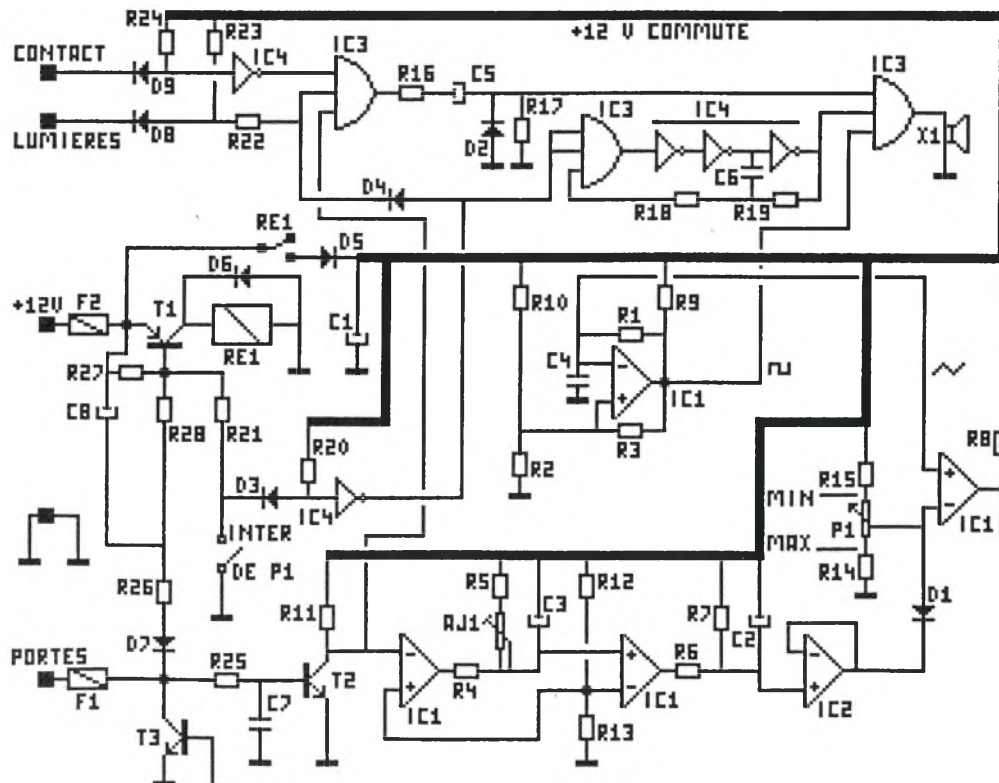 R24
R23
+12 V COMMUTE
CONTACT
IC4
IC3
R16
C5
IC3
D9
R17
IC3
IC4
LUMIERES
D8
R22
D2
X1
C6
D4
R18
R19
RE1
D5
D6
+12V
F2
T1
R10
R1
R9
C1
RE1
C4
IC1
R27
C8
R28
R21
R20
R3
R8
R2
R15
D3
IC4
MIN
P1
IC1
INTER
DE P1
MAX
R14
R26
R11
R5
C3
R12
R7
C2
D1
AJ1
D7
PORTES
R25
T2
R6
F1
R4
IC1
IC1
IC2
C7
R13
T3